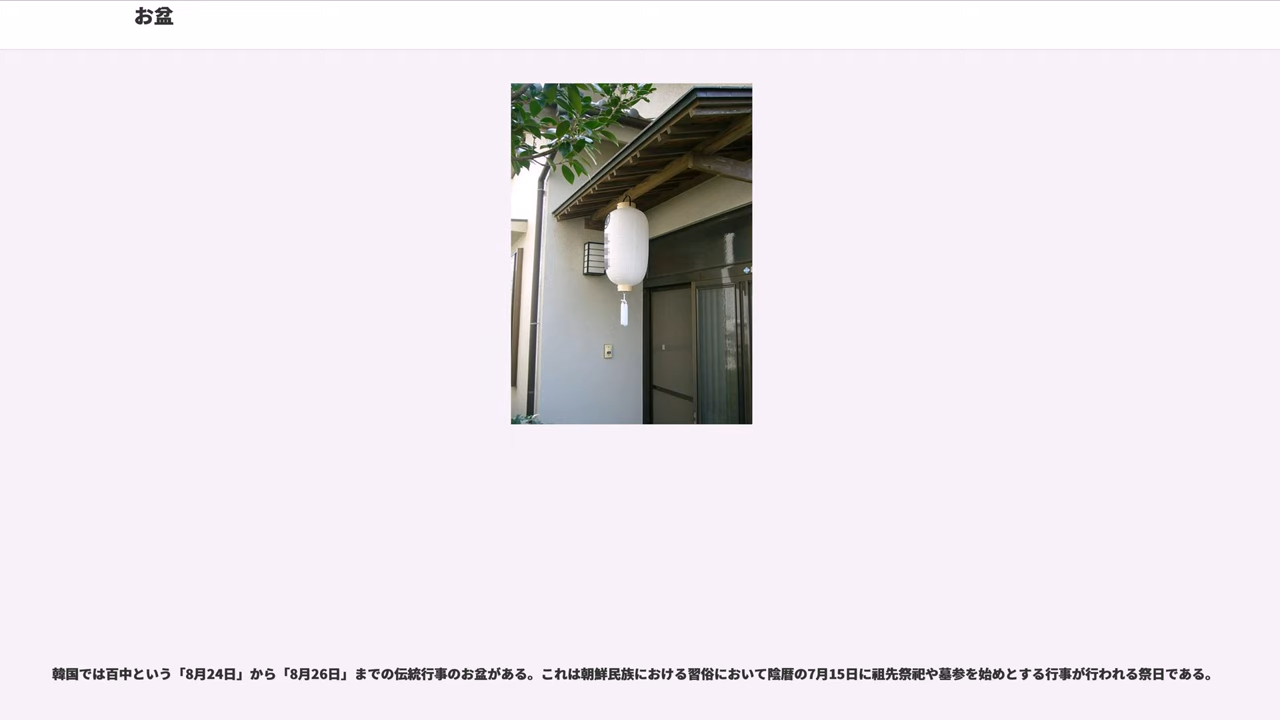 お盆
韓国では百中という「8月24日」から「8月26日」までの伝統行事のお盆がある。これは朝鮮民族における習俗において陰暦の7月15日に祖先祭祀や墓参を始めとする行事が行われる祭日である。